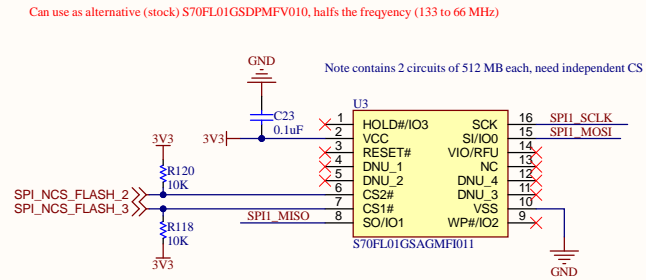 Can use as alternative (stock) S70FL01GSDPMFV010, halfs the freqyency (133 to 66 MHz)
GND
Note contains 2 circuits of 512 MB each, need independent CS
C23
0.1uF
U3
3V3
3V3
R120
10K
SPI_NCS_FLASH_2
SPI_NCS_FLASH_3
R118
10K
3V3
SPI1_MISO
1 HOLD#/IO3 SCK 16 SPI1_SCLK
2 VCC SI/IO0 15 SPI1_MOSI
3 RESET# VIO/RFU 14
4 DNU_1 NC 13
5 DNU_2 DNU_4 12
6 CS2# DNU_3 11
7 CS1# VSS 10
8 SO/IO1 WP#/IO2 9
S70FL01GSAGMFI011
GND